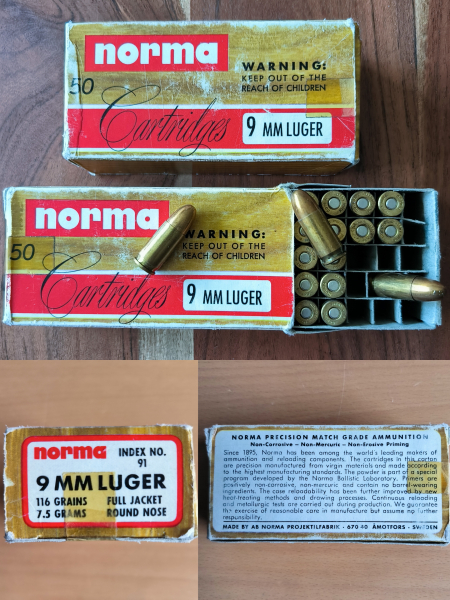 norma
WARNING:
KEEP OUT OF THE
REACH OF CHILDREN
50
Cartridges
9 MM LUGER
norma
WARNING:
KEEP OUT OF THE
REACH OF CHILDREN
50
Cartridges
9 MM LUGER
norma
INDEX NO.
91
9 MM LUGER
116 GRAINS FULL JACKET
7.5 GRAMS ROUND NOSE
NORMA PRECISION MATCH GRADE AMMUNITION
Non-Corrosive – Non-Mercuric – Non-Erosive Priming
Since 1895, Norma has been among the world's leading makers of
ammunition and reloading components. The cartridges in this carton
are precision manufactured from virgin materials and made according
to the highest manufacturing standards. The powder is part of a special
program developed by the Norma Ballistic Laboratory. Primers are
positively non-corrosive, non-mercuric and contain no barrel-wearing
ingredients. The case reloadability has been further improved by new
heat-treating methods and drawing processes. Continuous reloading
and metallurgic tests are carried out during production. We guarantee
the exercise of reasonable care in manufacture but assume no further
responsibility.
MADE BY AB NORMA PROJEKTILFABRIK - 670 40 ÅMOTFORS - SWEDEN